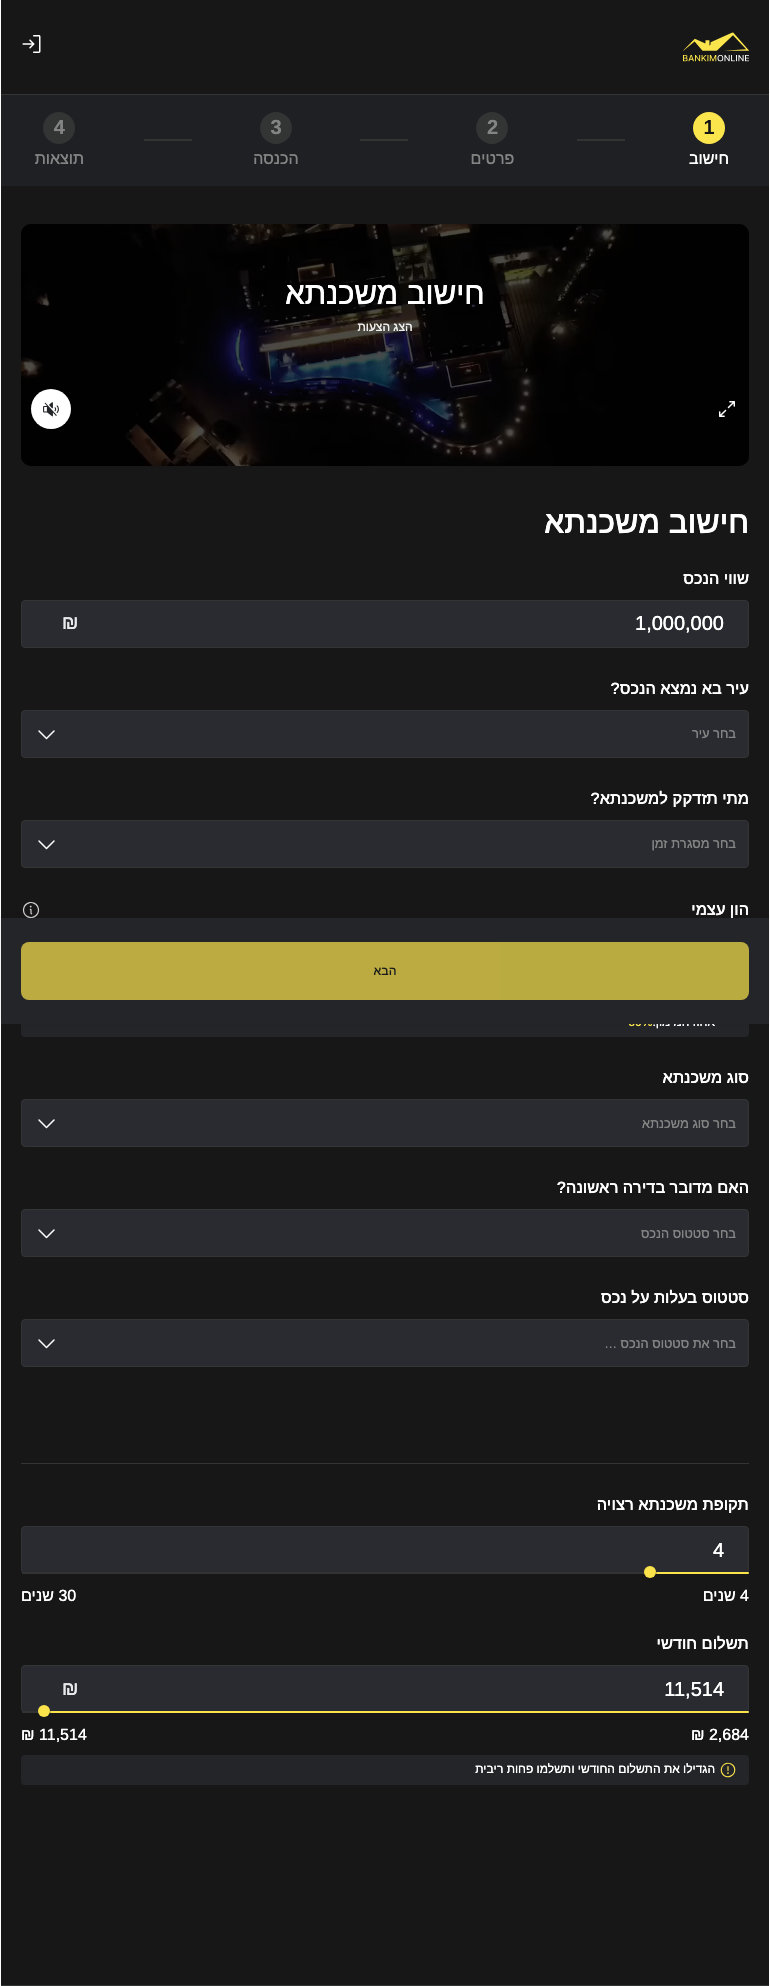 BANKIMONLINE
1
2
3
4
חישוב
פרטים
הכנסה
תוצאות
חישוב משכנתא
הצג הצעות
חישוב משכנתא
שווי הנכס
1,000,000 ₪
עיר בא נמצא הנכס?
בחר עיר
מתי תזדקק למשכנתא?
בחר מסגרת זמן
הון עצמי
הבא
סוג משכנתא
בחר סוג משכנתא
האם מדובר בדירה ראשונה?
בחר סטטוס הנכס
סטטוס בעלות על נכס
בחר את סטטוס הנכס ...
תקופת משכנתא רצויה
4
4 שנים
30 שנים
תשלום חודשי
11,514 ₪
2,684 ₪
11,514 ₪
הגדילו את התשלום החודשי ותשלמו פחות ריבית